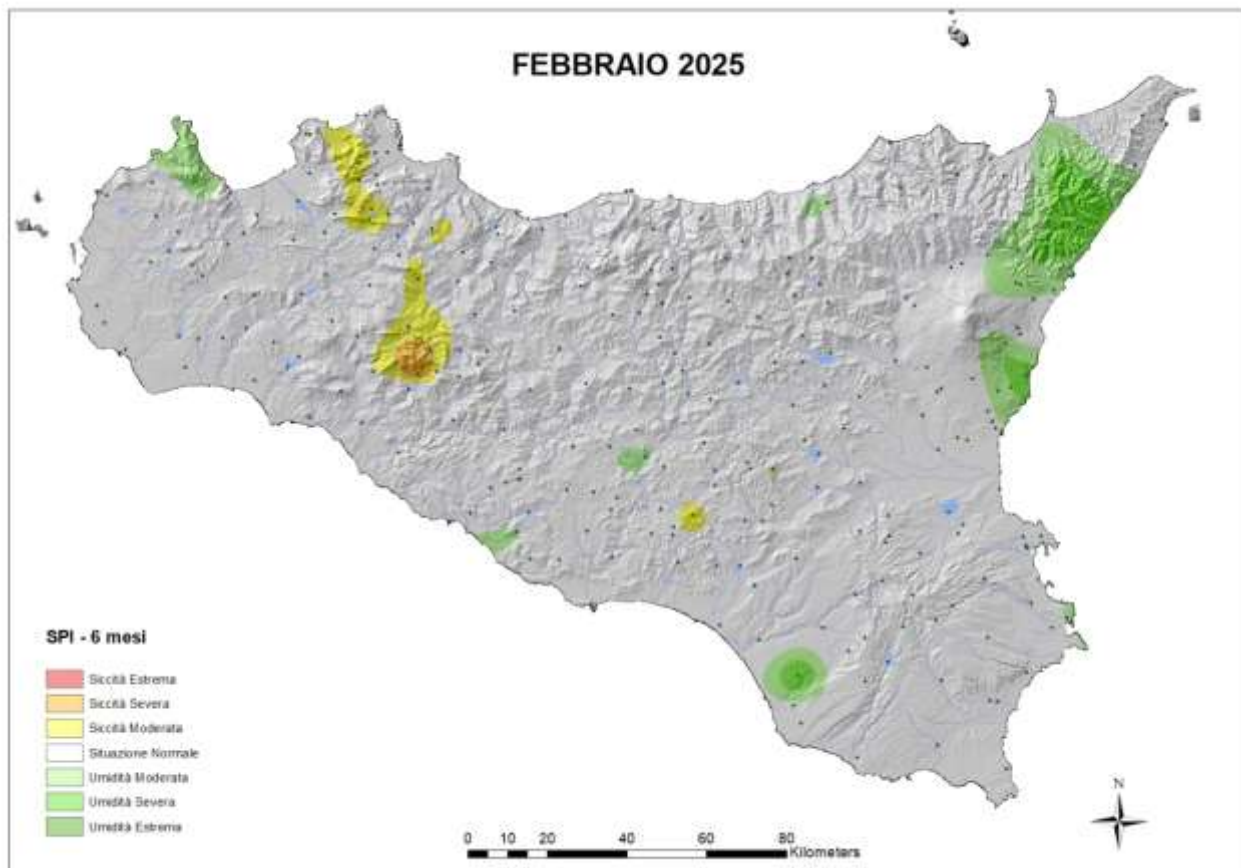 FEBBRAIO 2025
SPI - 6 mesi
Siccità Estrema
Siccità Severa
Siccità Moderata
Situazione Normale
Umidità Moderata
Umidità Severa
Umidità Estrema
N
0 10 20 40 60 80
Kilometers